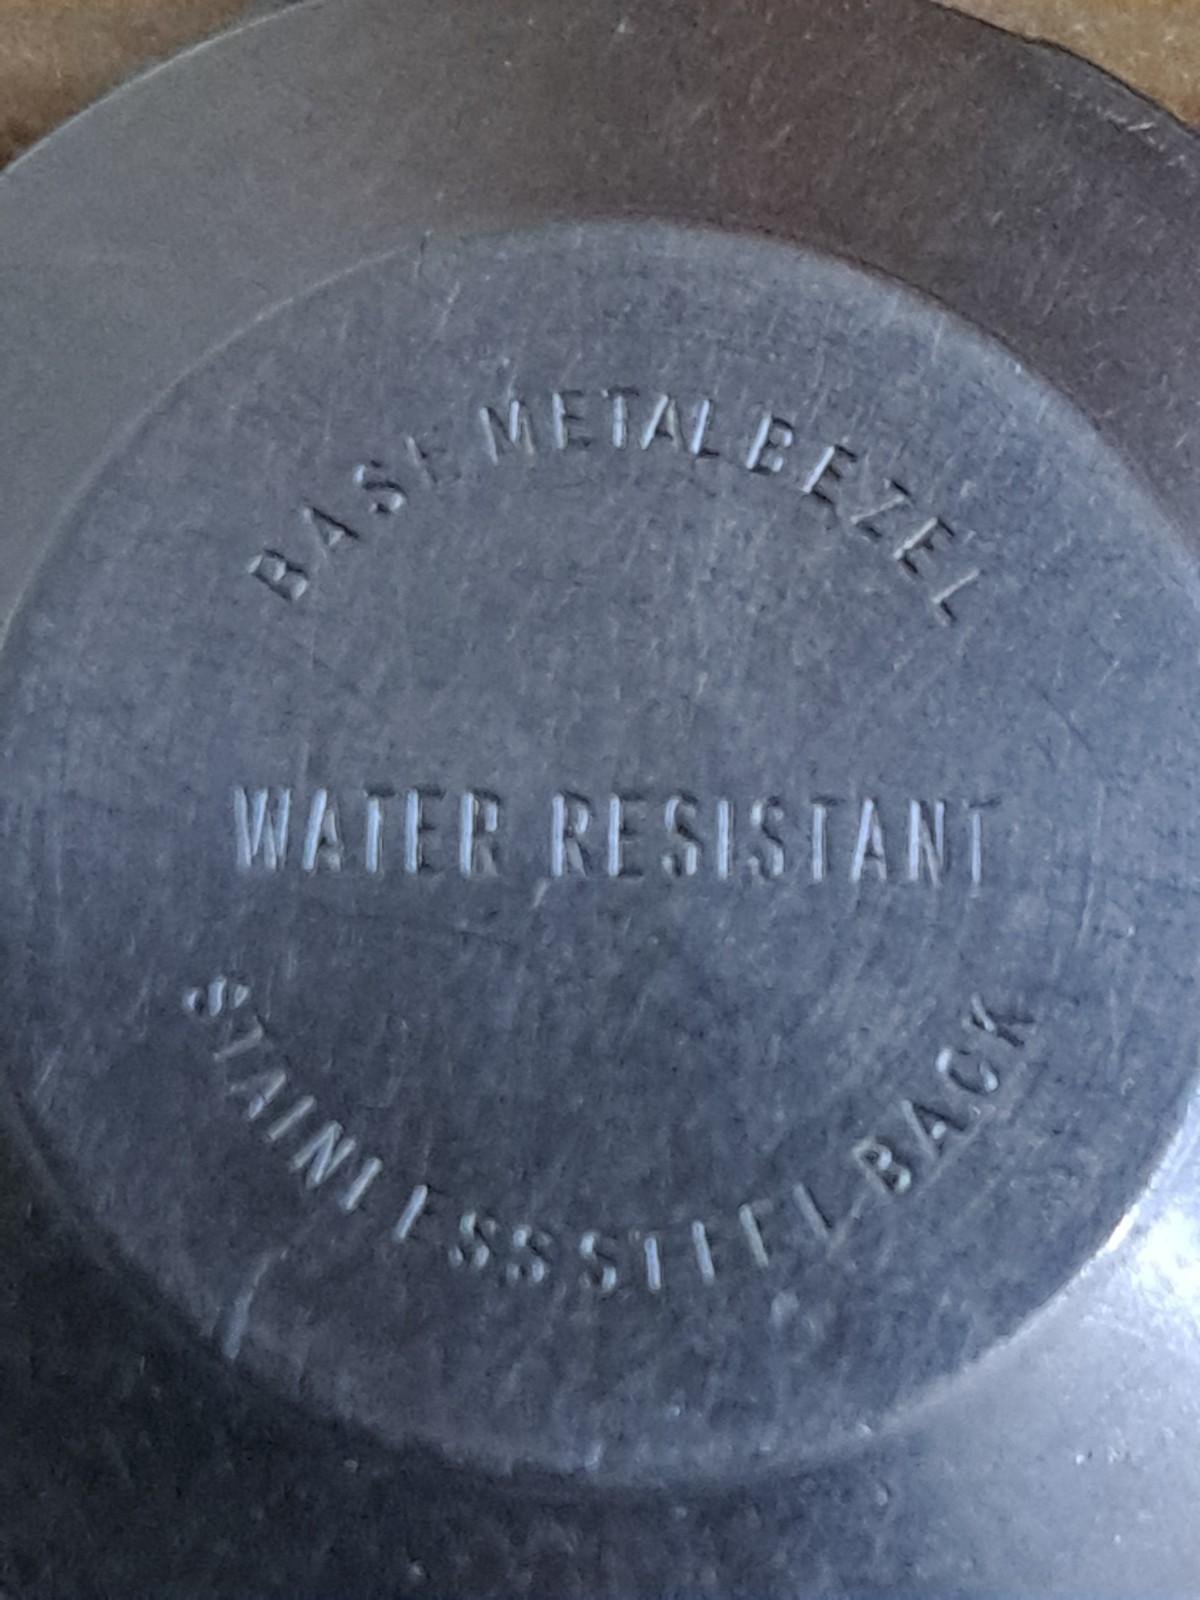 BASE METAL BEZEL
WATER RESISTANT
STAINLESS STEEL BACK